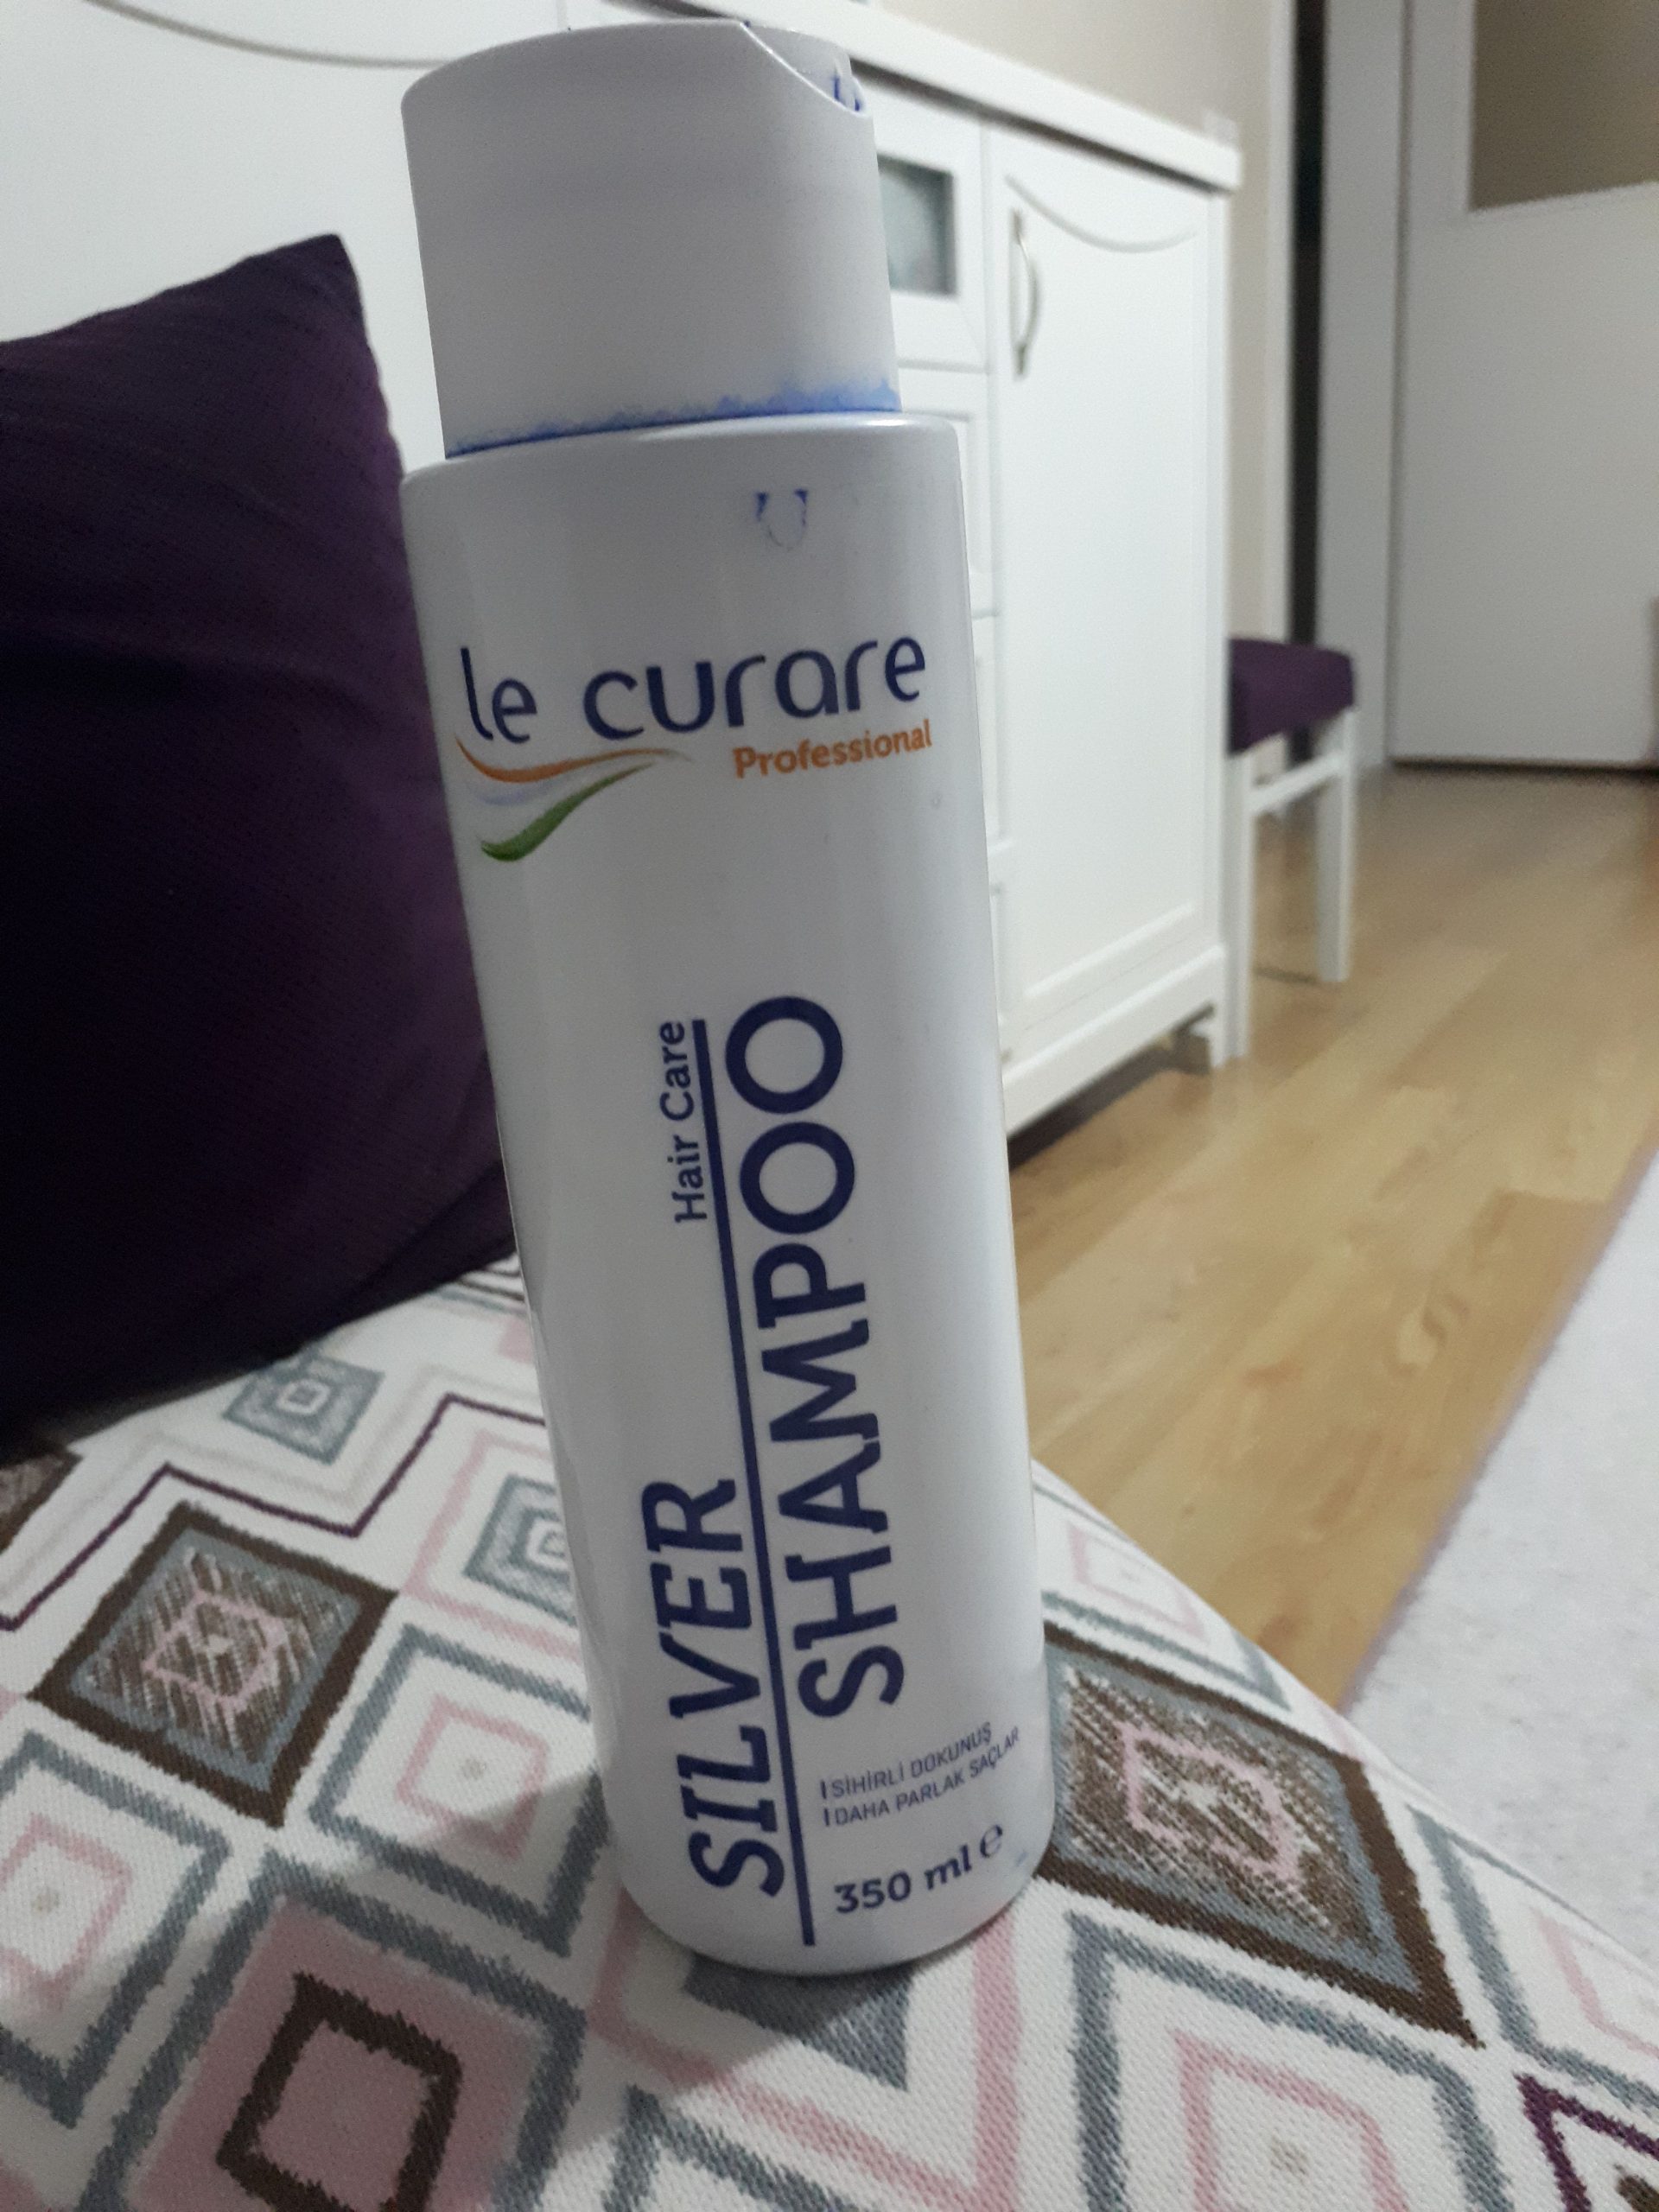 le curare
Professional
Hair Care
SILVER
SHAMPOO
SİHİRLİ DOKUNUŞ
DAHA PARLAK SAÇLAR
350 ml ℮